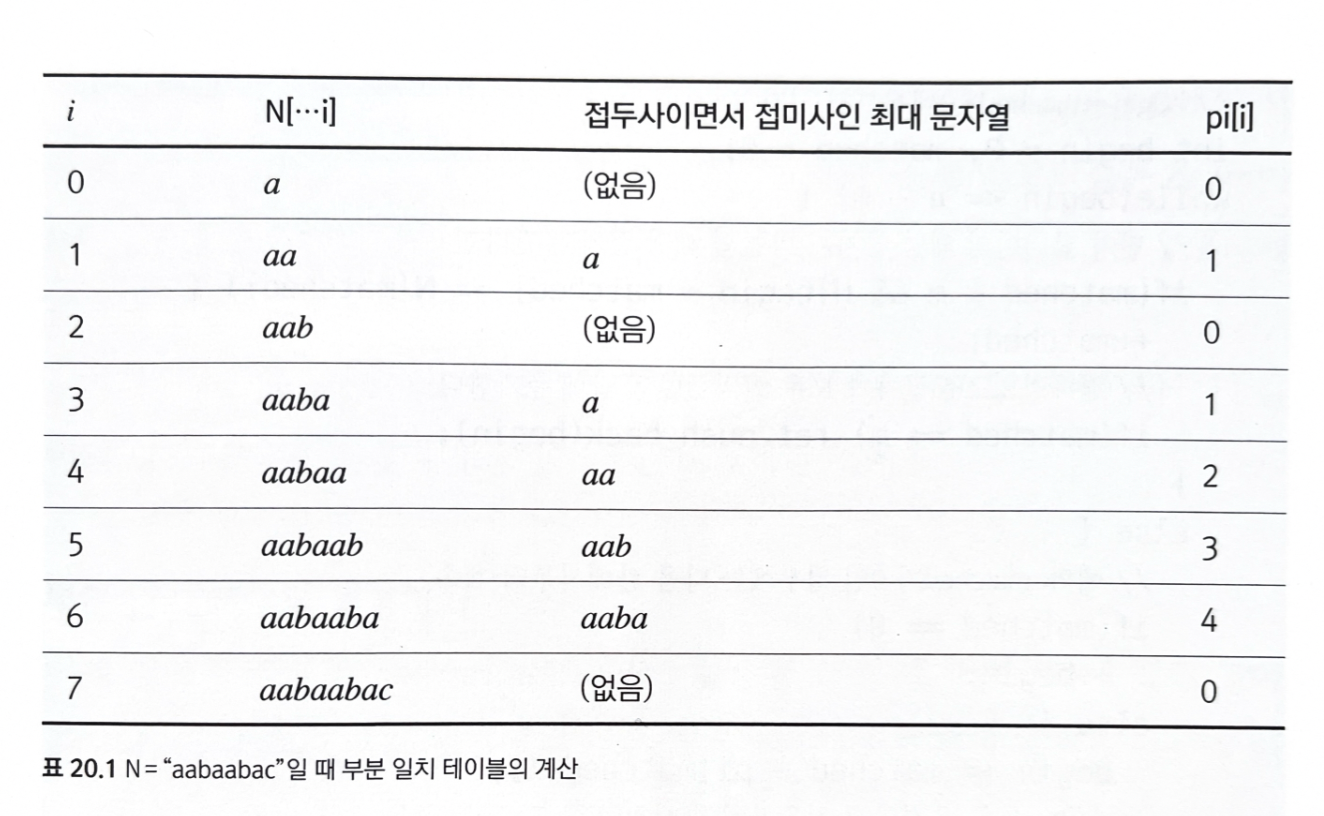 i N[⋯i] 접두사이면서 접미사인 최대 문자열 pi[i]
0 a (없음) 0
1 aa a 1
2 aab (없음) 0
3 aaba a 1
4 aabaa aa 2
5 aabaab aab 3
6 aabaaba aaba 4
7 aabaabac (없음) 0
표 20.1 N = “aabaabac”일 때 부분 일치 테이블의 계산